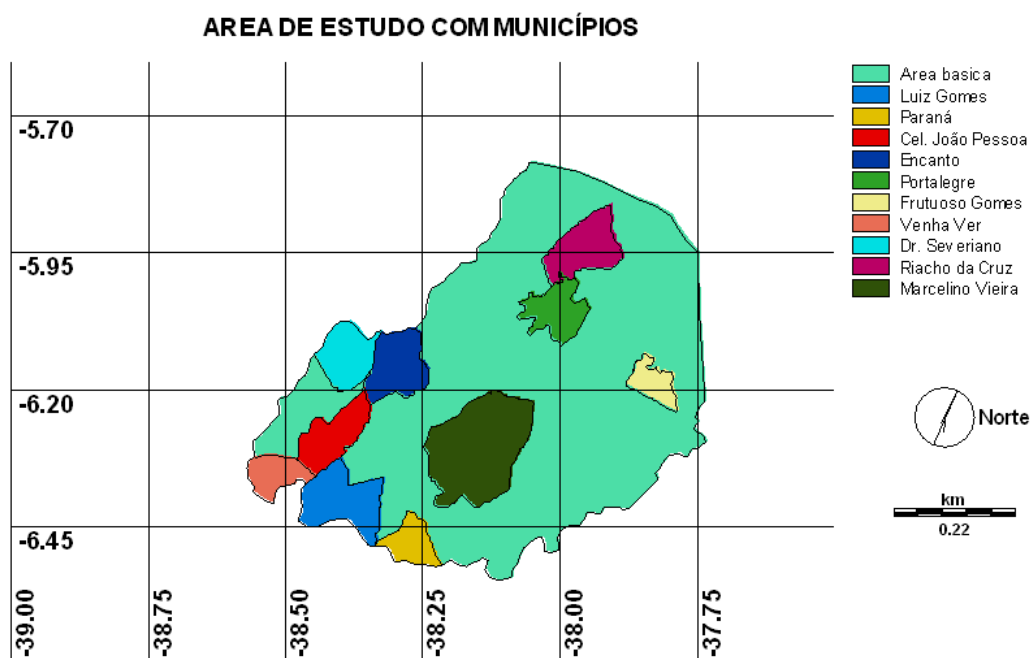 AREA DE ESTUDO COM MUNICÍPIOS
Area basica
Luiz Gomes
Paraná
Cel. João Pessoa
Encanto
Portalegre
Frutuoso Gomes
Venha Ver
Dr. Severiano
Riacho da Cruz
Marcelino Vieira
-5.70
-5.95
-6.20
-6.45
Norte
km
0.22
-39.00
-38.75
-38.50
-38.25
-38.00
-37.75